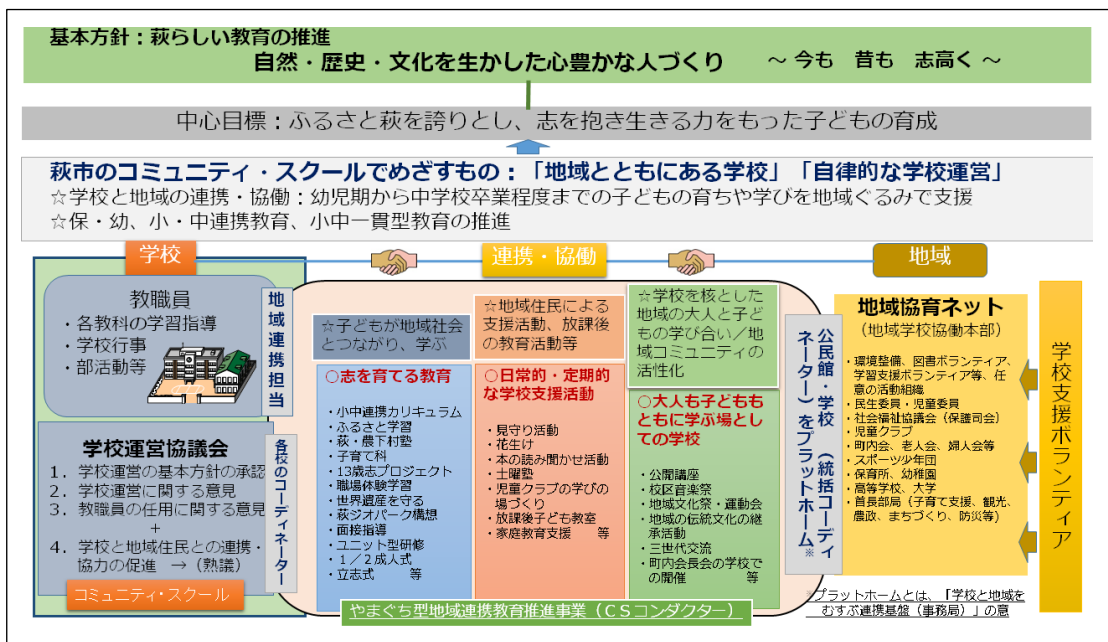 基本方針：萩らしい教育の推進
自然・歴史・文化を生かした心豊かな人づくり　～ 今も　昔も　志高く ～
中心目標：ふるさと萩を誇りとし、志を抱き生きる力をもった子どもの育成
萩市のコミュニティ・スクールでめざすもの：「地域とともにある学校」「自律的な学校運営」
☆学校と地域の連携・協働：幼児期から中学校卒業程度までの子どもの育ちや学びを地域ぐるみで支援
☆保・幼、小・中連携教育、小中一貫型教育の推進
学校
連携・協働
地域
教職員
・各教科の学習指導
・学校行事
・部活動等
地域連携担当
学校運営協議会
1．学校運営の基本方針の承認
2．学校運営に関する意見
3．教職員の任用に関する意見
＋
4．学校と地域住民との連携・
協力の促進　→（熟議）
コミュニティ・スクール
各校のコーディネーター
☆子どもが地域社会
とつながり、学ぶ
○志を育てる教育
・小中連携カリキュラム
・ふるさと学習
・萩・農下村塾
・子育て科
・13歳志プロジェクト
・職場体験学習
・世界遺産を守る
・萩ジオパーク構想
・面接指導
・ユニット型研修
・１／２成人式
・立志式　　等
☆地域住民による
支援活動、放課後
の教育活動等
○日常的・定期的
な学校支援活動
・見守り活動
・花生け
・本の読み聞かせ活動
・土曜塾
・児童クラブの学びの
場づくり
・放課後子ども教室
・家庭教育支援　等
☆学校を核とした
地域の大人と子ども
の学び合い／地
域コミュニティの
活性化
○大人も子どももともに学ぶ場と
しての学校
・公開講座
・校区音楽祭
・地域文化祭・運動会
・地域の伝統文化の継
承活動
・三世代交流
・町内会長会の学校で
の開催　　等
やまぐち型地域連携教育推進事業（ＣＳコンダクター）
公民館・学校（統括コーディ
ネーター）をプラットホーム※
地域協育ネット
（地域学校協働本部）
・環境整備、図書ボランティア、
学習支援ボランティア等、任
意の活動組織
・民生委員・児童委員
・社会福祉協議会（保護司会）
・児童クラブ
・町内会、老人会、婦人会等
・スポーツ少年団
・保育所、幼稚園
・高等学校、大学
・首長部局（子育て支援、観光、
農政、まちづくり、防災等）
学校支援ボランティア
※プラットホームとは、「学校と地域を
むすぶ連携基盤（事務局）」の意